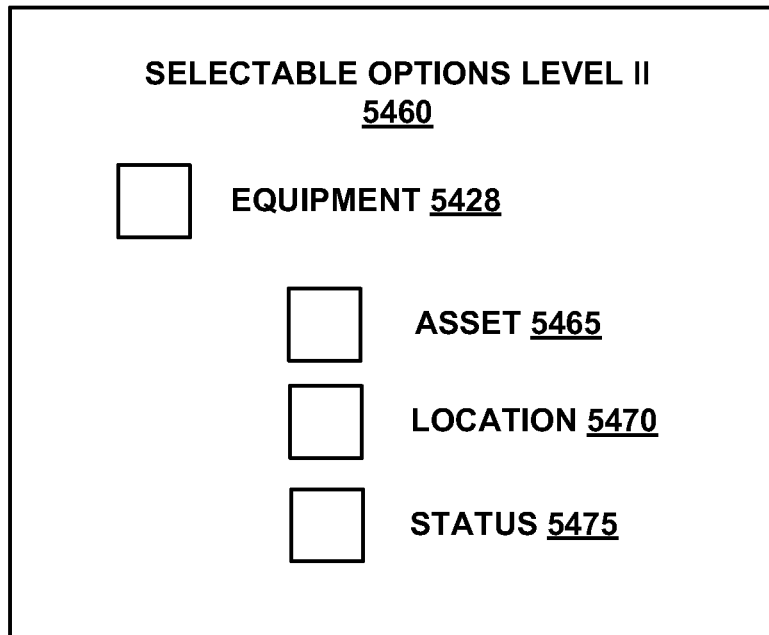 SELECTABLE OPTIONS LEVEL II
5460
EQUIPMENT 5428
ASSET 5465
LOCATION 5470
STATUS 5475